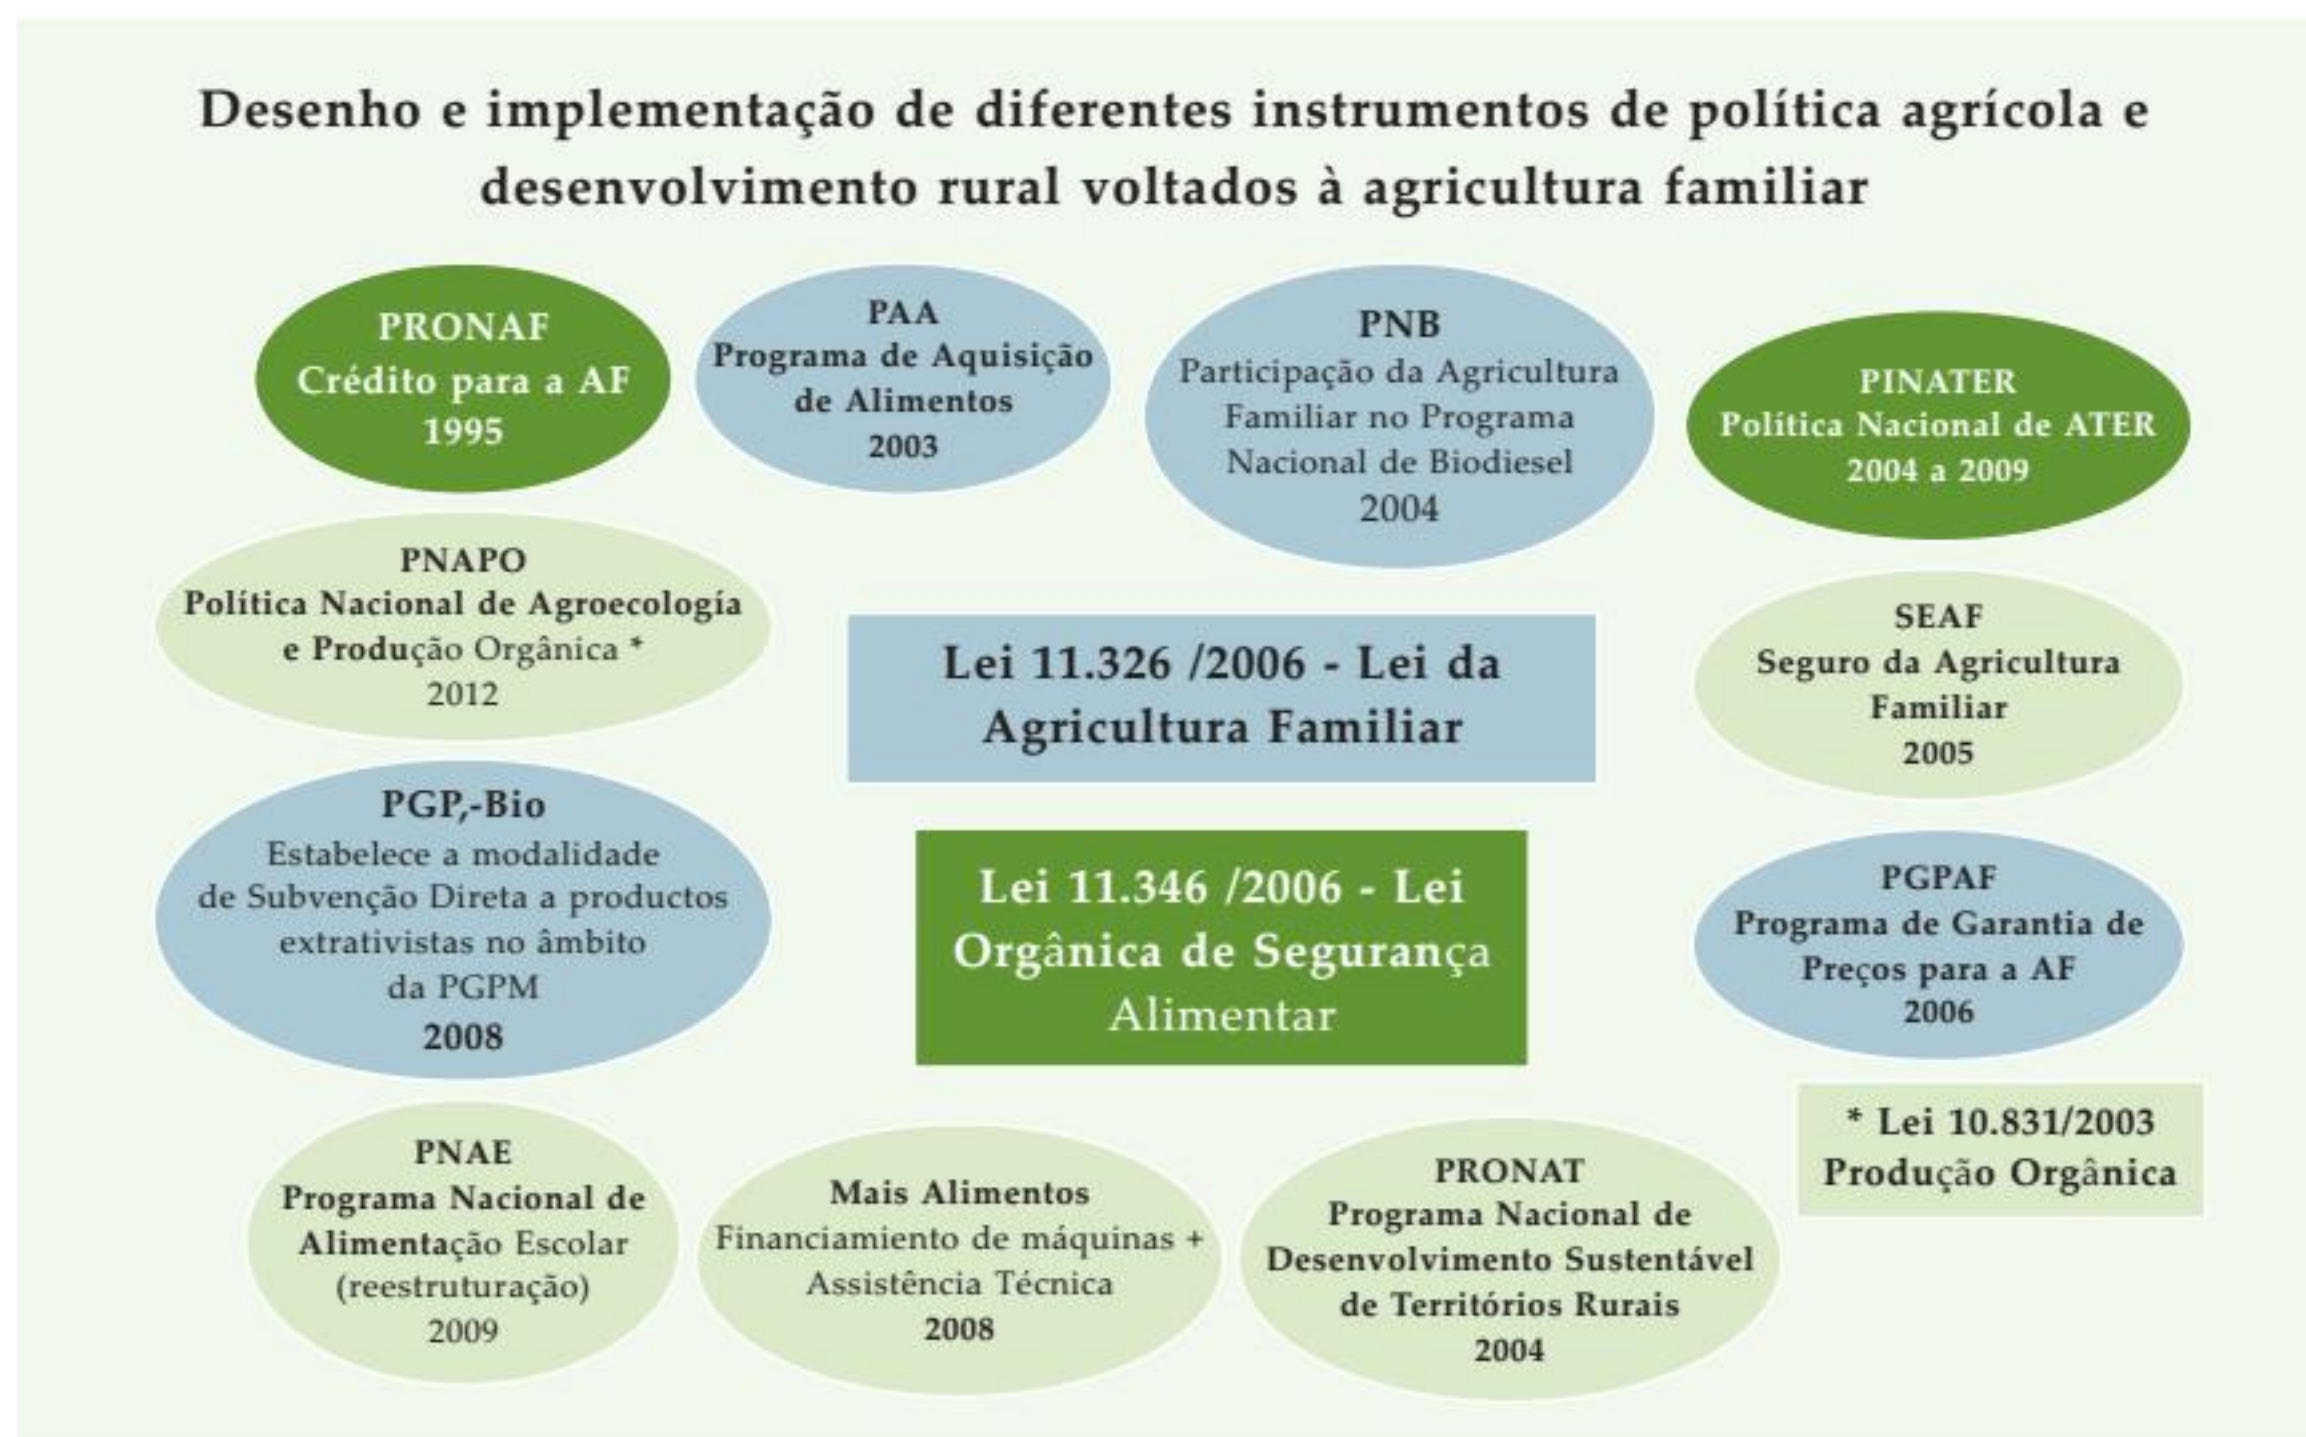 Desenho e implementação de diferentes instrumentos de política agrícola e
desenvolvimento rural voltados à agricultura familiar
PRONAF
Crédito para a AF
1995
PAA
Programa de Aquisição
de Alimentos
2003
PNB
Participação da Agricultura
Familiar no Programa
Nacional de Biodiesel
2004
PINATER
Política Nacional de ATER
2004 a 2009
PNAPO
Política Nacional de Agroecología
e Produção Orgânica *
2012
Lei 11.326 /2006 - Lei da
Agricultura Familiar
SEAF
Seguro da Agricultura
Familiar
2005
PGP,-Bio
Estabelece a modalidade
de Subvenção Direta a productos
extrativistas no âmbito
da PGPM
2008
Lei 11.346 /2006 - Lei
Orgânica de Segurança
Alimentar
PGPAF
Programa de Garantia de
Preços para a AF
2006
* Lei 10.831/2003
Produção Orgânica
PNAE
Programa Nacional de
Alimentação Escolar
(reestruturação)
2009
Mais Alimentos
Financiamiento de máquinas +
Assistência Técnica
2008
PRONAT
Programa Nacional de
Desenvolvimento Sustentável
de Territórios Rurais
2004